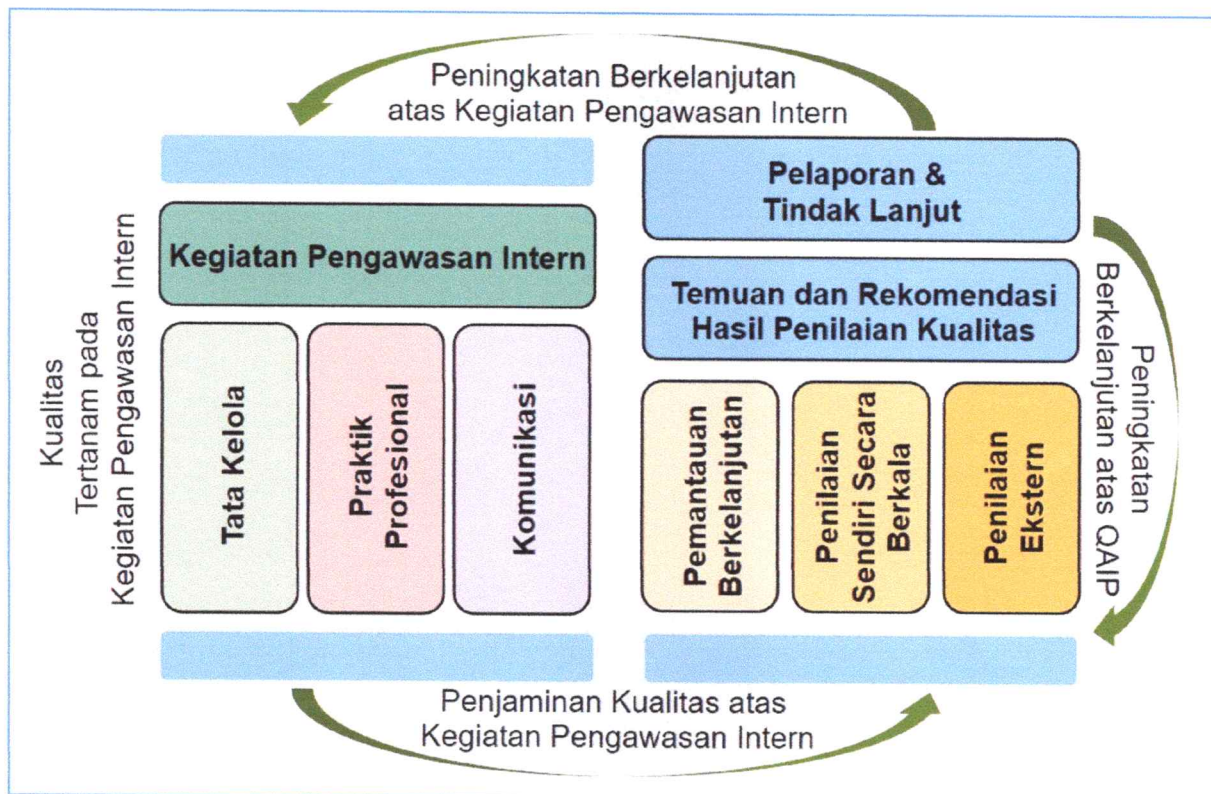 Peningkatan Berkelanjutan
atas Kegiatan Pengawasan Intern
Kualitas
Tertanam pada
Kegiatan Pengawasan Intern
Kegiatan Pengawasan Intern
Tata Kelola
Praktik
Profesional
Komunikasi
Pelaporan &
Tindak Lanjut
Temuan dan Rekomendasi
Hasil Penilaian Kualitas
Pemantauan
Berkelanjutan
Penilaian
Sendiri Secara
Berkala
Penilaian
Ekstern
Peningkatan
Berkelanjutan atas QAIP
Penjaminan Kualitas atas
Kegiatan Pengawasan Intern